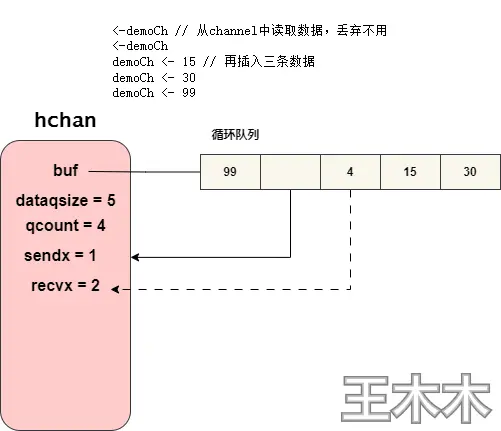 <-demoCh // 从channel中读取数据，丢弃不用
<-demoCh
demoCh <- 15 // 再插入三条数据
demoCh <- 30
demoCh <- 99
hchan
循环队列
buf
99 4 15 30
dataqsize = 5
qcount = 4
sendx = 1
recvx = 2
王木木